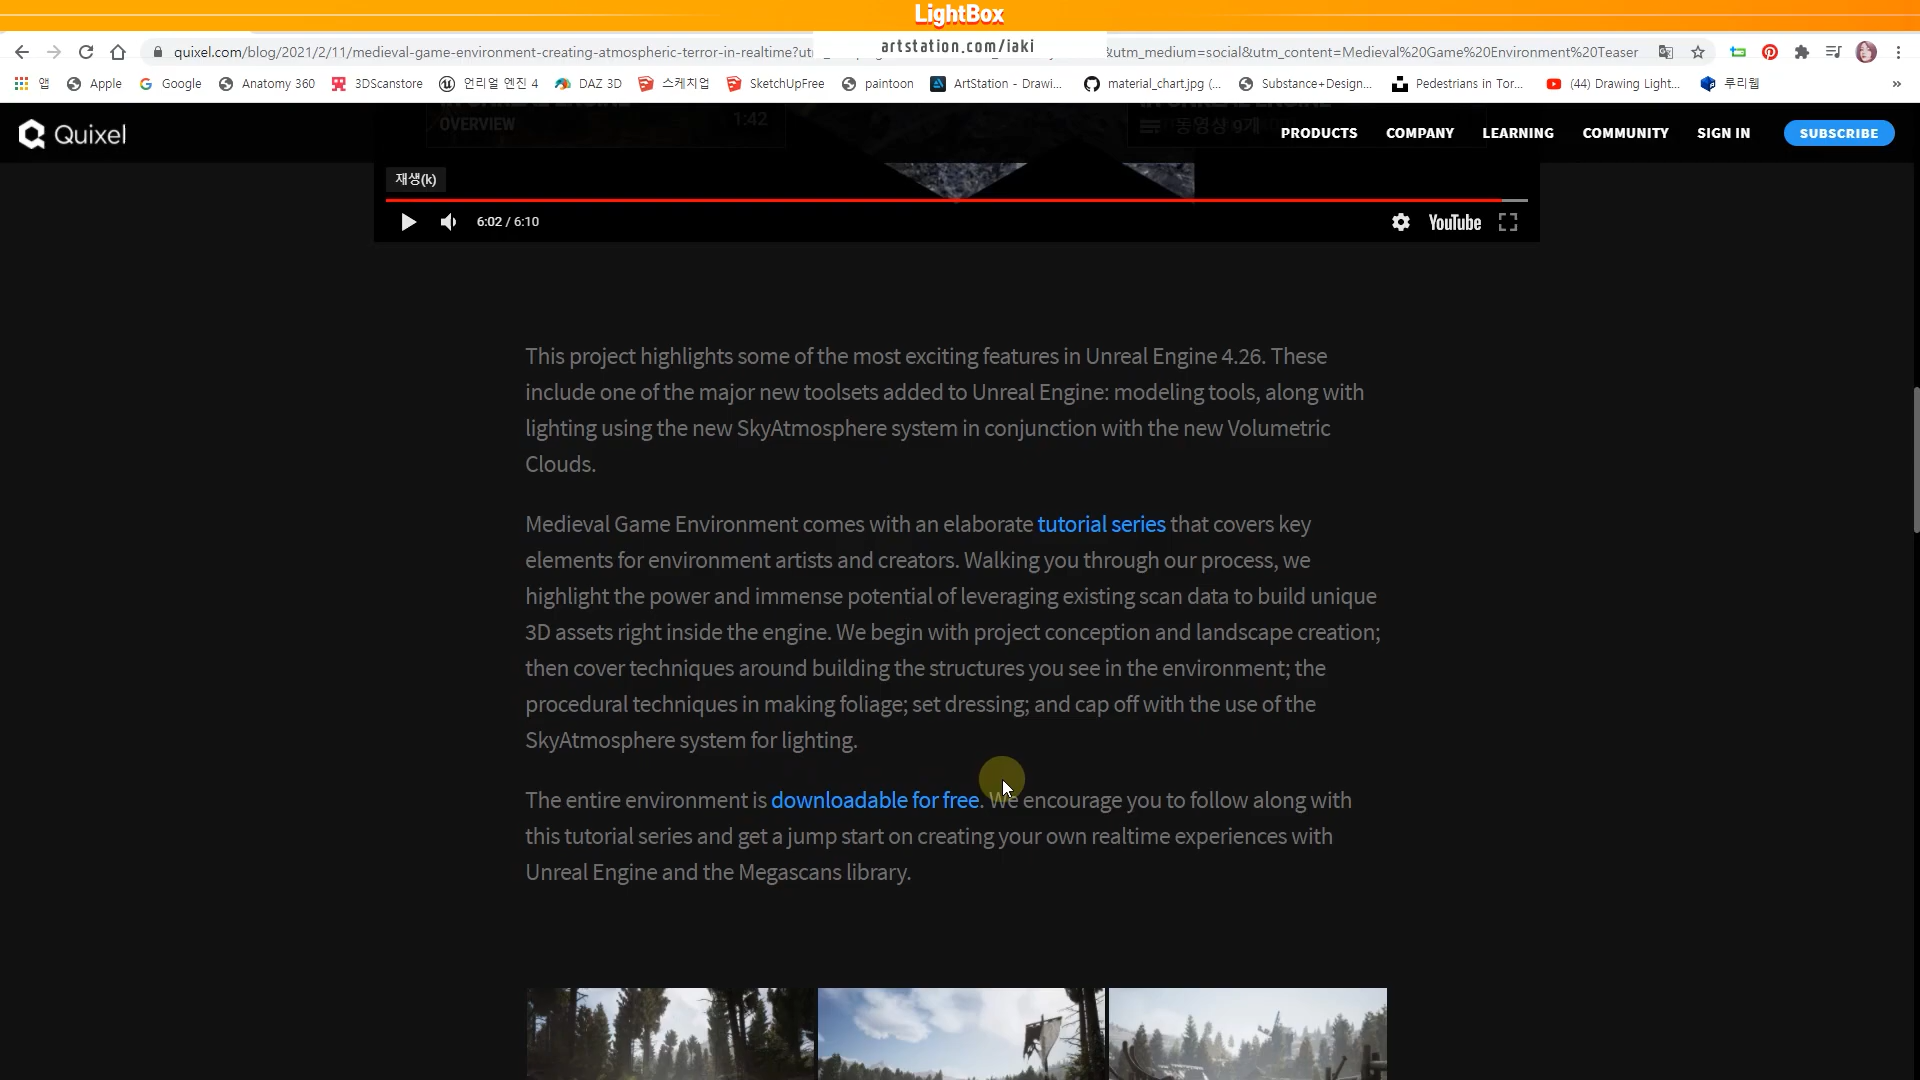 LightBox
artstation.com/iaki
quixel.com/blog/2021/2/11/medieval-game-environment-creating-atmospheric-terror-in-realtime?ut
&utm_medium=social&utm_content=Medieval%20Game%20Environment%20Teaser
앱 Apple Google Anatomy 360 3DScanstore 언리얼 엔진 4 DAZ 3D 스케치업 SketchUpFree paintoon ArtStation - Drawi... material_chart.jpg (... Substance+Design... Pedestrians in Tor... (44) Drawing Light... 루리웹 »
Quixel
OVERVIEW 1:42
동영상 9개
PRODUCTS COMPANY LEARNING COMMUNITY SIGN IN SUBSCRIBE
재생(k)
6:02 / 6:10 YouTube
This project highlights some of the most exciting features in Unreal Engine 4.26. These
include one of the major new toolsets added to Unreal Engine: modeling tools, along with
lighting using the new SkyAtmosphere system in conjunction with the new Volumetric
Clouds.
Medieval Game Environment comes with an elaborate tutorial series that covers key
elements for environment artists and creators. Walking you through our process, we
highlight the power and immense potential of leveraging existing scan data to build unique
3D assets right inside the engine. We begin with project conception and landscape creation;
then cover techniques around building the structures you see in the environment; the
procedural techniques in making foliage; set dressing; and cap off with the use of the
SkyAtmosphere system for lighting.
The entire environment is downloadable for free. We encourage you to follow along with
this tutorial series and get a jump start on creating your own realtime experiences with
Unreal Engine and the Megascans library.